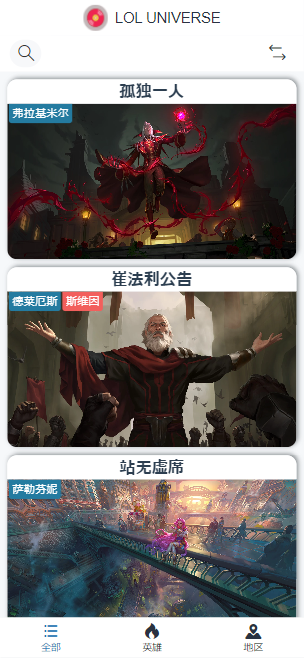 LOL UNIVERSE
孤独一人
弗拉基米尔
崔法利公告
德莱厄斯 斯维因
站无虚席
萨勒芬妮
全部 英雄 地区